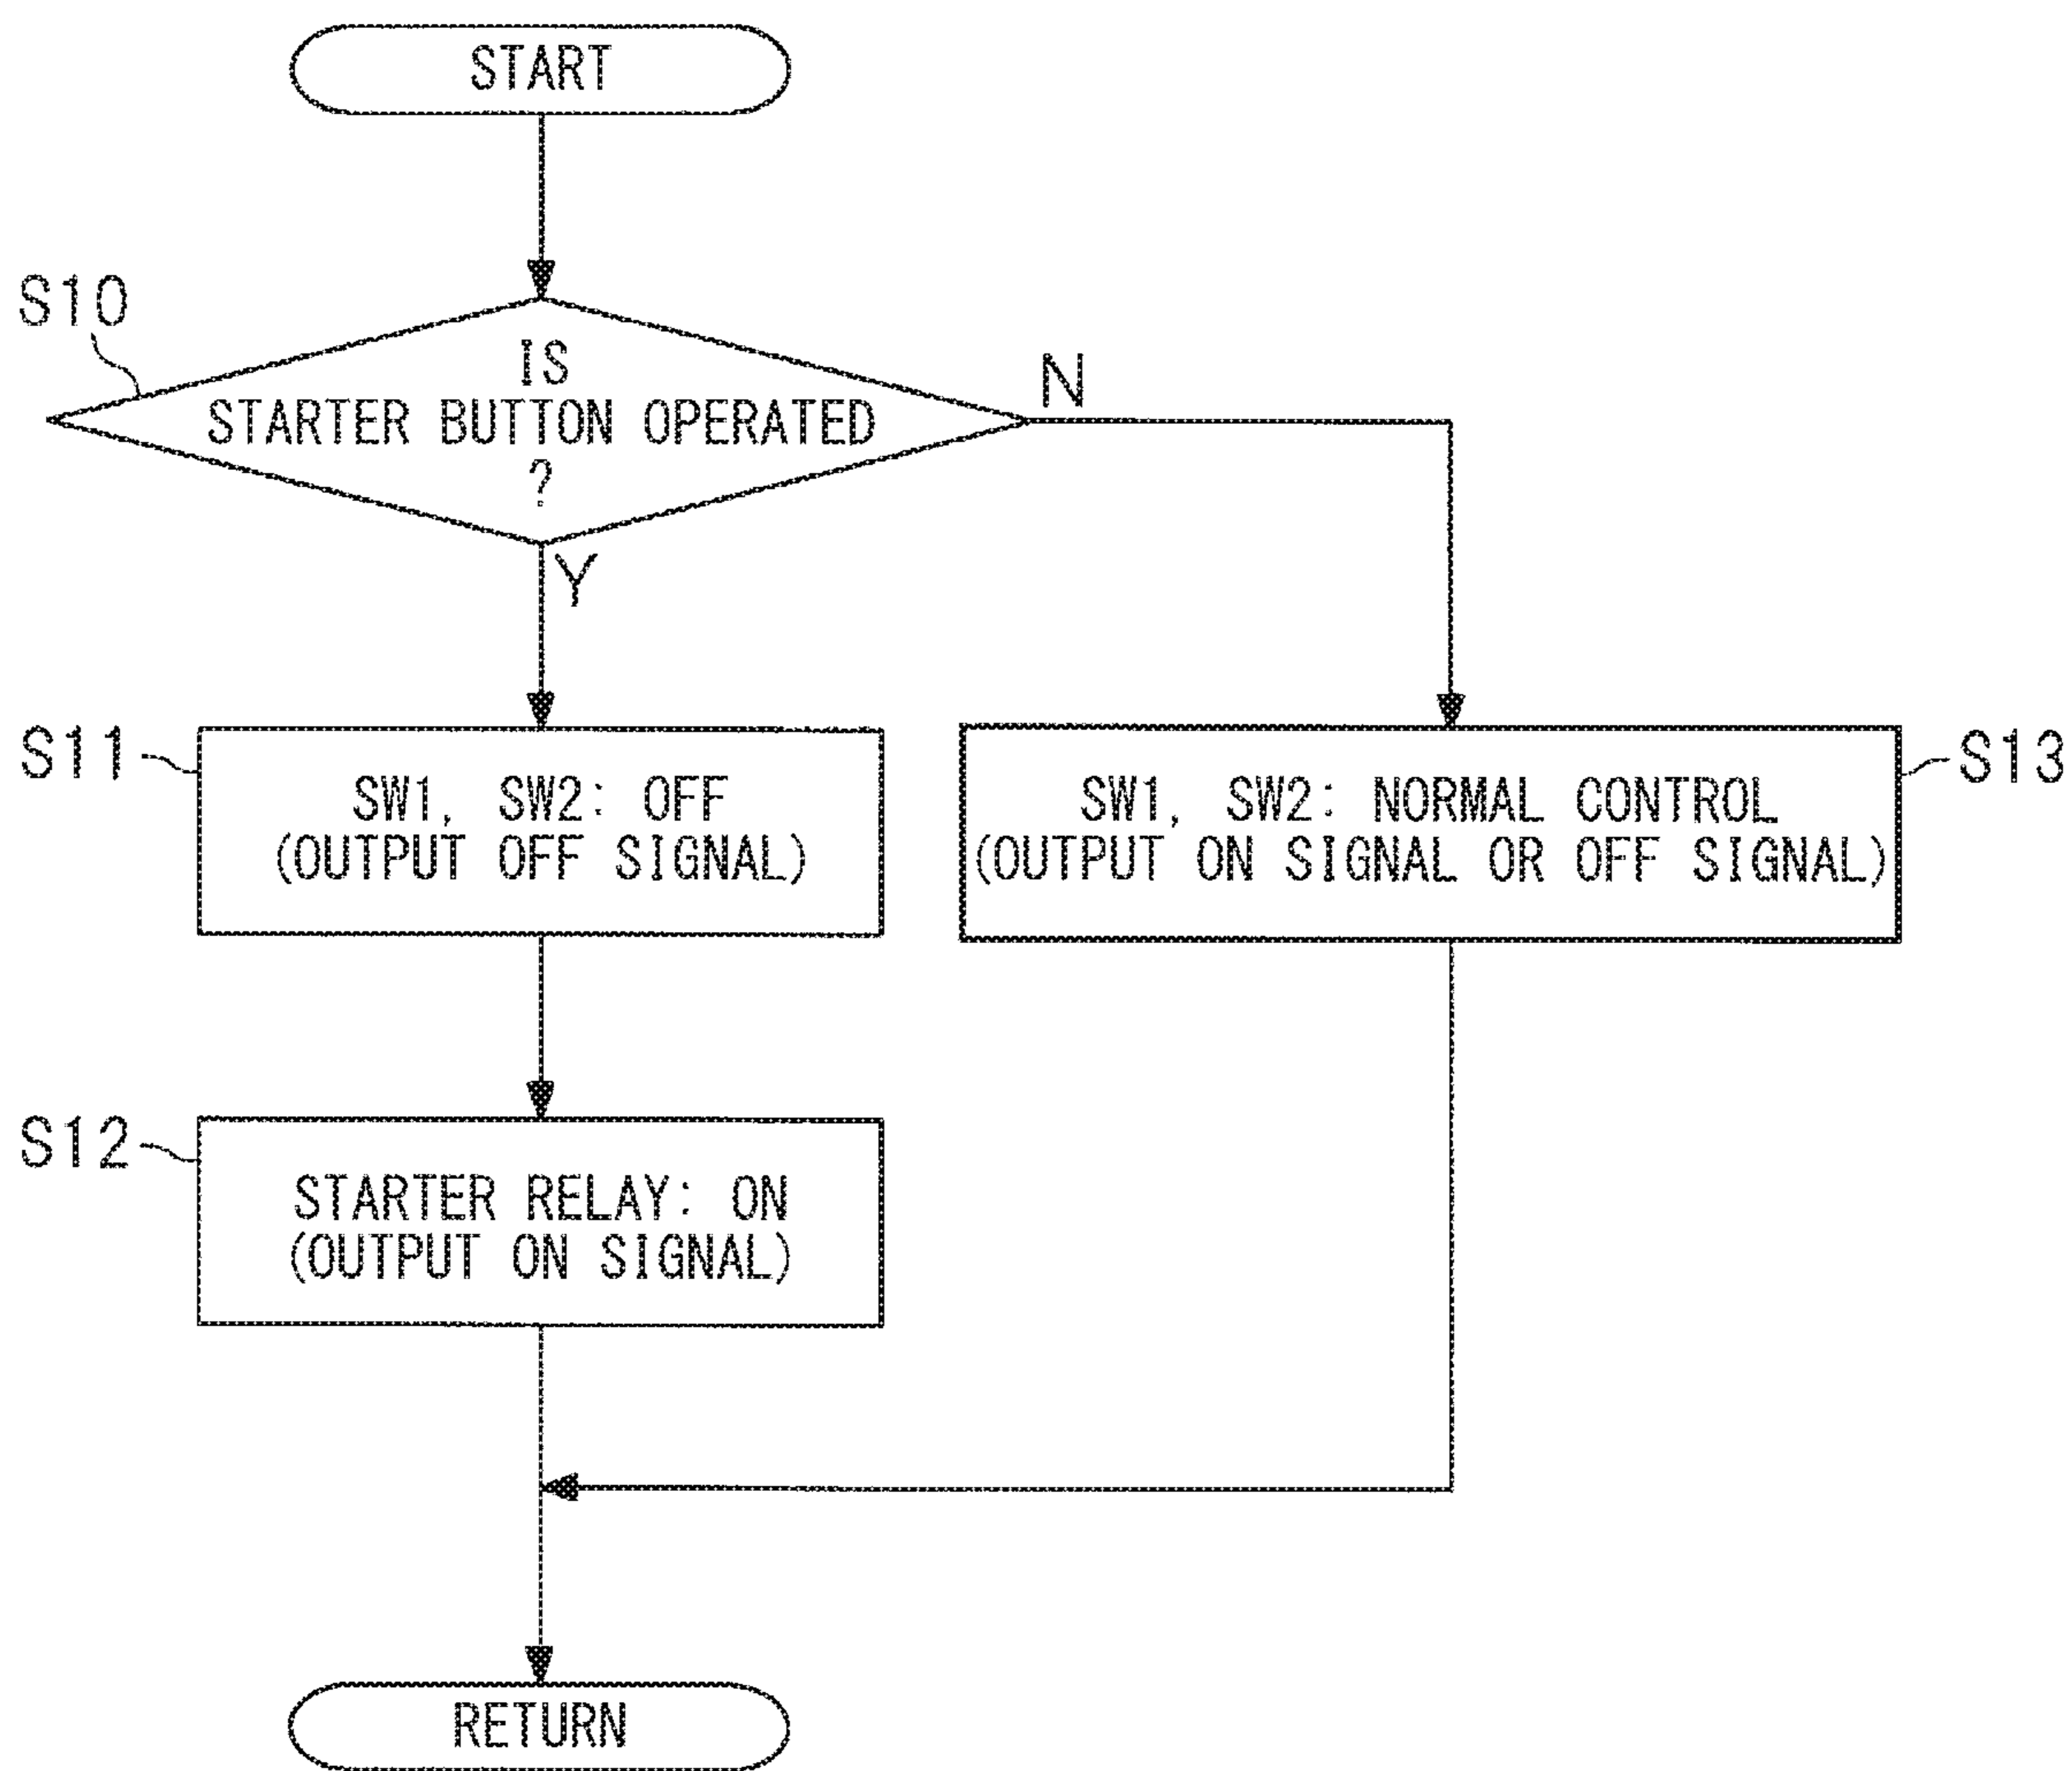 START
S10
IS
STARTER BUTTON OPERATED
?
N
Y
S11
SW1, SW2: OFF
(OUTPUT OFF SIGNAL)
SW1, SW2: NORMAL CONTROL
(OUTPUT ON SIGNAL OR OFF SIGNAL)
S13
S12
STARTER RELAY: ON
(OUTPUT ON SIGNAL)
RETURN